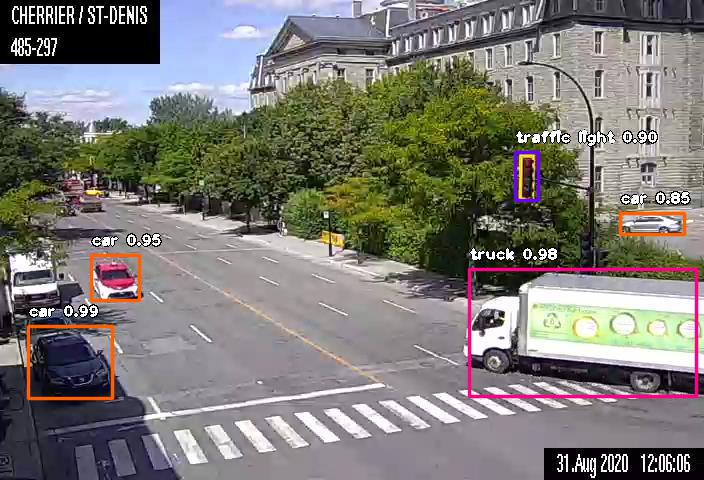 CHERRIER / ST-DENIS
485-297
traffic light 0.90
car 0.85
car 0.95
truck 0.98
car 0.99
31.Aug 2020 12:06:06